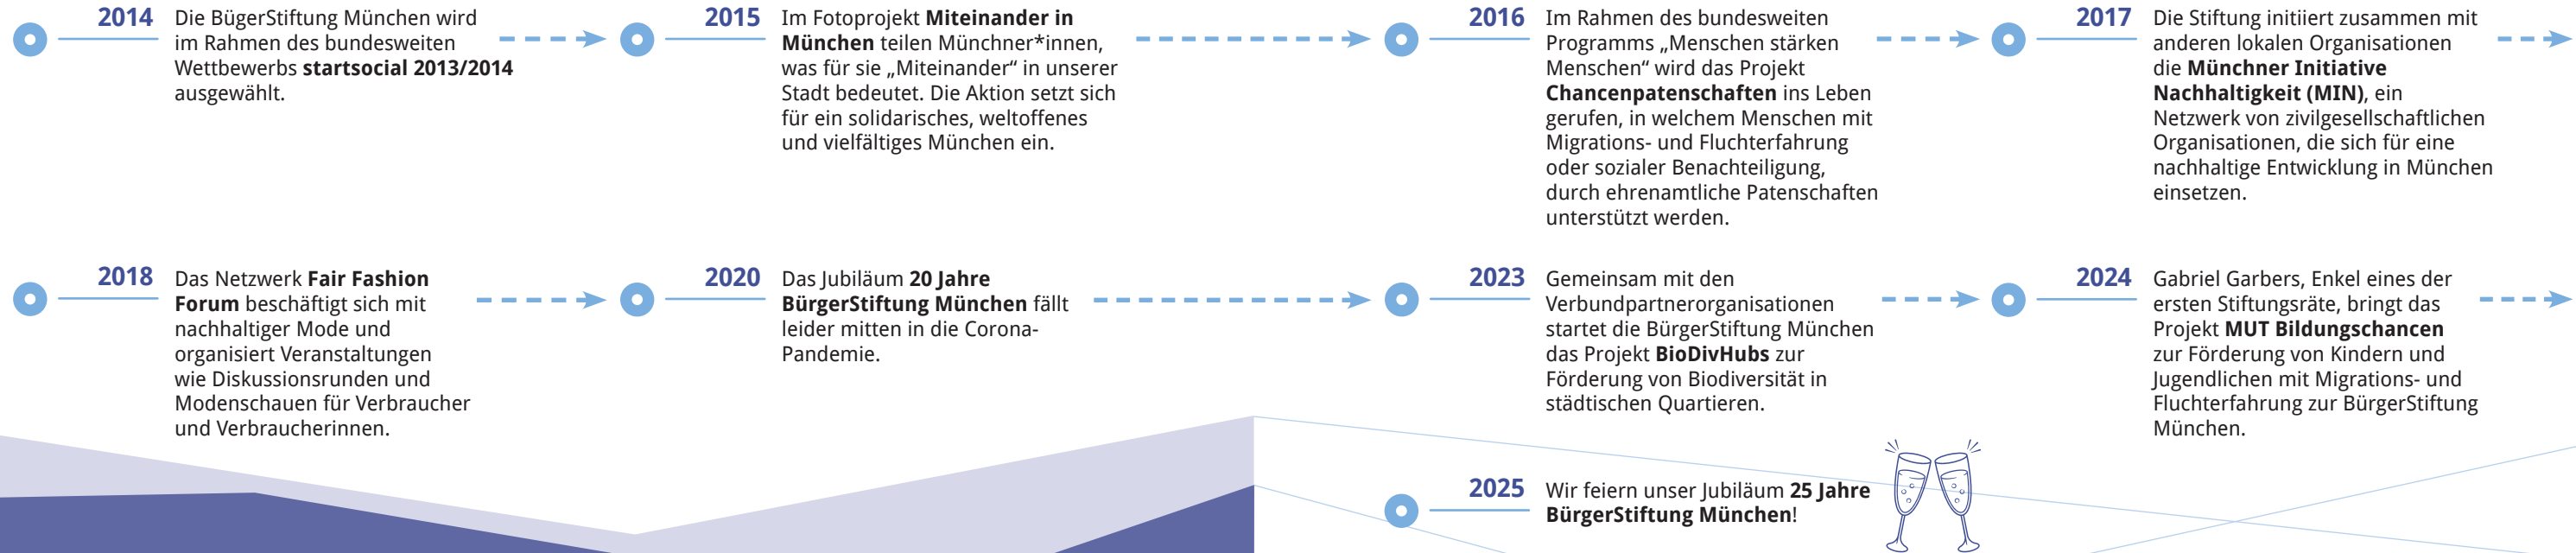 2014
Die BügerStiftung München wird
im Rahmen des bundesweiten
Wettbewerbs startsocial 2013/2014
ausgewählt.
2015
Im Fotoprojekt Miteinander in
München teilen Münchner*innen,
was für sie „Miteinander“ in unserer
Stadt bedeutet. Die Aktion setzt sich
für ein solidarisches, weltoffenes
und vielfältiges München ein.
2016
Im Rahmen des bundesweiten
Programms „Menschen stärken
Menschen“ wird das Projekt
Chancenpatenschaften ins Leben
gerufen, in welchem Menschen mit
Migrations- und Fluchterfahrung
oder sozialer Benachteiligung,
durch ehrenamtliche Patenschaften
unterstützt werden.
2017
Die Stiftung initiiert zusammen mit
anderen lokalen Organisationen
die Münchner Initiative
Nachhaltigkeit (MIN), ein
Netzwerk von zivilgesellschaftlichen
Organisationen, die sich für eine
nachhaltige Entwicklung in München
einsetzen.
2018
Das Netzwerk Fair Fashion
Forum beschäftigt sich mit
nachhaltiger Mode und
organisiert Veranstaltungen
wie Diskussionsrunden und
Modenschauen für Verbraucher
und Verbraucherinnen.
2020
Das Jubiläum 20 Jahre
BürgerStiftung München fällt
leider mitten in die Corona-
Pandemie.
2023
Gemeinsam mit den
Verbundpartnerorganisationen
startet die BürgerStiftung München
das Projekt BioDivHubs zur
Förderung von Biodiversität in
städtischen Quartieren.
2024
Gabriel Garbers, Enkel eines der
ersten Stiftungsräte, bringt das
Projekt MUT Bildungschancen
zur Förderung von Kindern und
Jugendlichen mit Migrations- und
Fluchterfahrung zur BürgerStiftung
München.
2025
Wir feiern unser Jubiläum 25 Jahre
BürgerStiftung München!